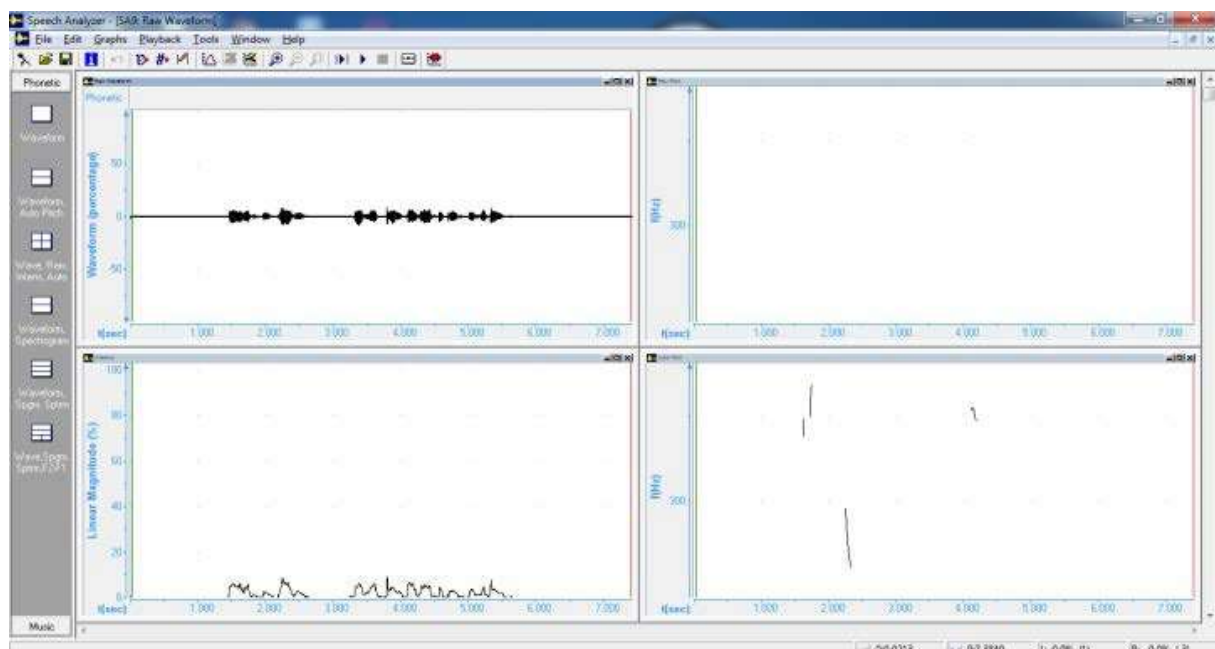 Speech Analyzer - [SA9: Raw Waveform]
File Edit Graphs Playback Tools Window Help
Phonetic
Waveform
Waveform, Auto Pitch
Wave, Raw, Intens, Auto
Waveform, Spectrogram
Waveform, Spgm, Sptrm
Wave, Spgm,
Music
Phonetic
Waveform (percentage)
50
0
-50
t(sec) 1.000 2.000 3.000 4.000 5.000 6.000 7.000
f(Hz)
300
t(sec) 1.000 2.000 3.000 4.000 5.000 6.000 7.000
Linear Magnitude (%)
100
80
60
40
20
0
t(sec) 1.000 2.000 3.000 4.000 5.000 6.000 7.000
f(Hz)
200
t(sec) 1.000 2.000 3.000 4.000 5.000 6.000 7.000